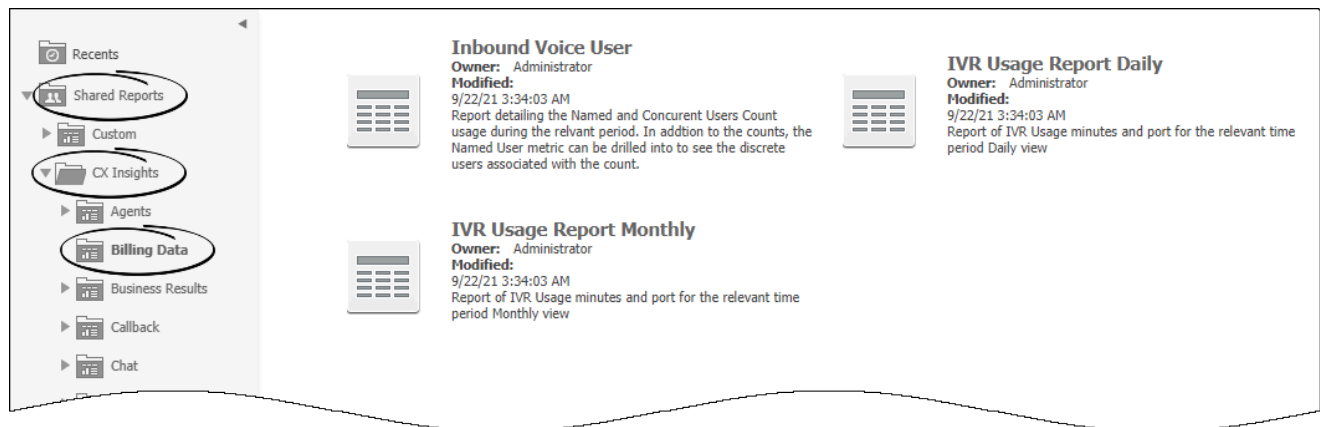 Recents
Shared Reports
Custom
CX Insights
Agents
Billing Data
Business Results
Callback
Chat
Inbound Voice User
Owner: Administrator
Modified:
9/22/21 3:34:03 AM
Report detailing the Named and Concurent Users Count
usage during the relvant period. In addtion to the counts, the
Named User metric can be drilled into to see the discrete
users associated with the count.
IVR Usage Report Daily
Owner: Administrator
Modified:
9/22/21 3:34:03 AM
Report of IVR Usage minutes and port for the relevant time
period Daily view
IVR Usage Report Monthly
Owner: Administrator
Modified:
9/22/21 3:34:03 AM
Report of IVR Usage minutes and port for the relevant time
period Monthly view